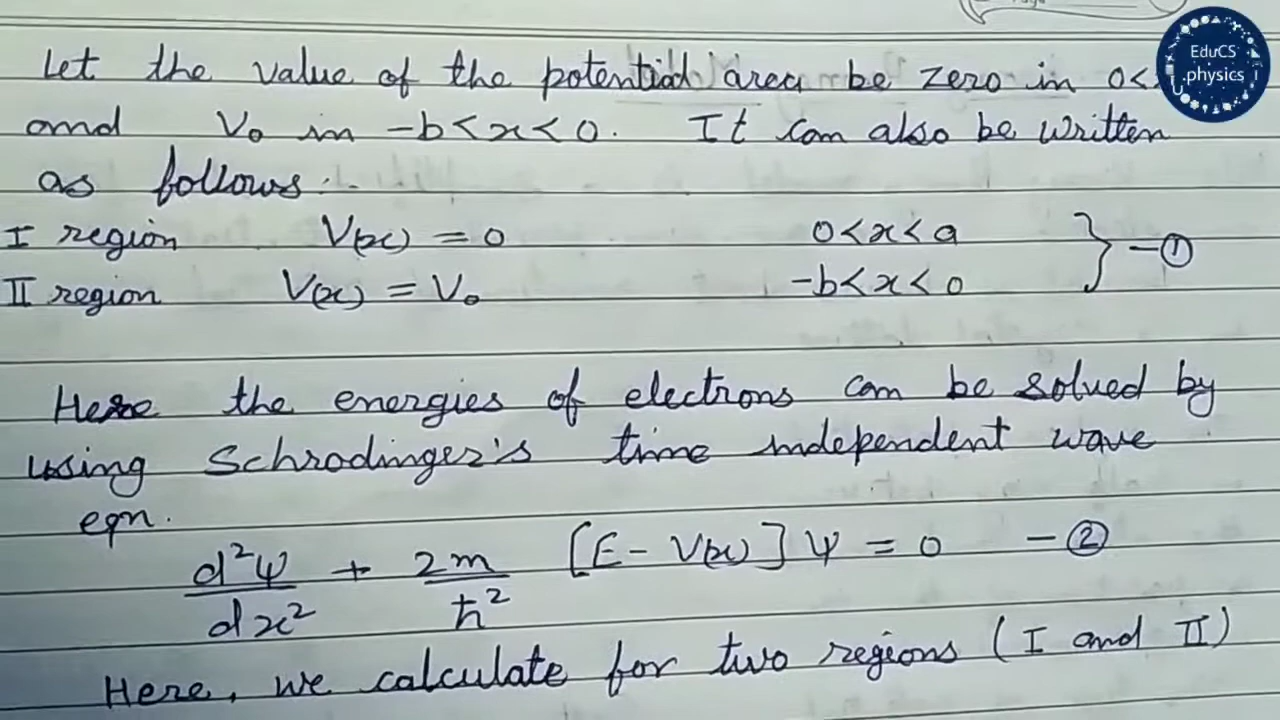 EduCS
.physics
Let the value of the potential area be zero in 0<
and V₀ in -b<x<0. It can also be written
as follows:-
I region V(x) = 0 0<x<a
II region V(x) = V₀ -b<x<0 } -①
Here the energies of electrons can be solved by
using Schrodinger's time independent wave
eqn.
d²ψ/dx² + 2m/ħ² [E - V(x)] ψ = 0 -②
Here, we calculate for two regions (I and II)